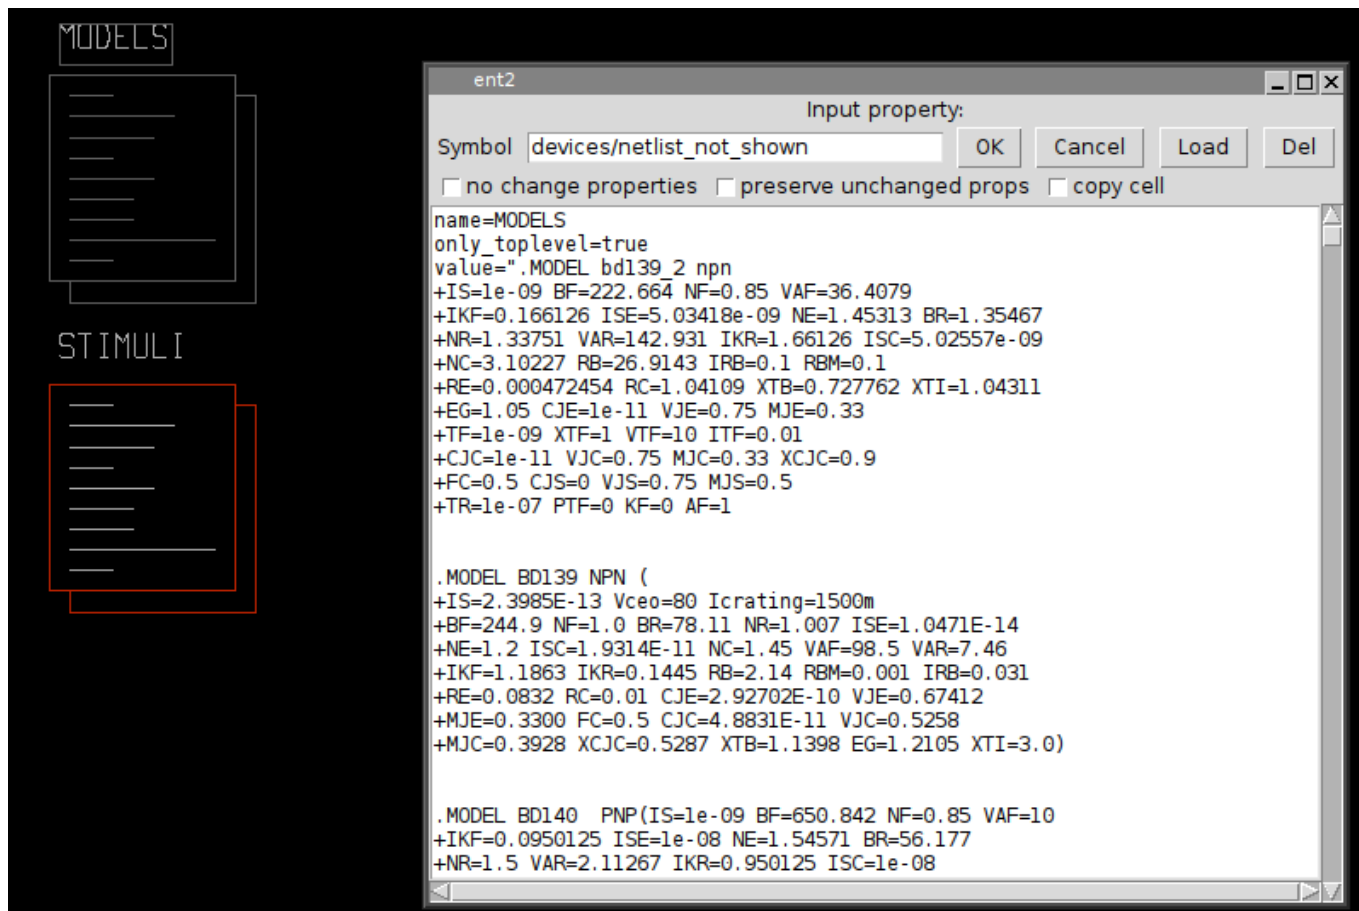 MODELS
STIMULI
ent2
Input property:
Symbol devices/netlist_not_shown OK Cancel Load Del
no change properties preserve unchanged props copy cell
name=MODELS
only_toplevel=true
value=".MODEL bd139_2 npn
+IS=1e-09 BF=222.664 NF=0.85 VAF=36.4079
+IKF=0.166126 ISE=5.03418e-09 NE=1.45313 BR=1.35467
+NR=1.33751 VAR=142.931 IKR=1.66126 ISC=5.02557e-09
+NC=3.10227 RB=26.9143 IRB=0.1 RBM=0.1
+RE=0.000472454 RC=1.04109 XTB=0.727762 XTI=1.04311
+EG=1.05 CJE=1e-11 VJE=0.75 MJE=0.33
+TF=1e-09 XTF=1 VTF=10 ITF=0.01
+CJC=1e-11 VJC=0.75 MJC=0.33 XCJC=0.9
+FC=0.5 CJS=0 VJS=0.75 MJS=0.5
+TR=1e-07 PTF=0 KF=0 AF=1
.MODEL BD139 NPN (
+IS=2.3985E-13 Vceo=80 Icrating=1500m
+BF=244.9 NF=1.0 BR=78.11 NR=1.007 ISE=1.0471E-14
+NE=1.2 ISC=1.9314E-11 NC=1.45 VAF=98.5 VAR=7.46
+IKF=1.1863 IKR=0.1445 RB=2.14 RBM=0.001 IRB=0.031
+RE=0.0832 RC=0.01 CJE=2.92702E-10 VJE=0.67412
+MJE=0.3300 FC=0.5 CJC=4.8831E-11 VJC=0.5258
+MJC=0.3928 XCJC=0.5287 XTB=1.1398 EG=1.2105 XTI=3.0)
.MODEL BD140  PNP(IS=1e-09 BF=650.842 NF=0.85 VAF=10
+IKF=0.0950125 ISE=1e-08 NE=1.54571 BR=56.177
+NR=1.5 VAR=2.11267 IKR=0.950125 ISC=1e-08